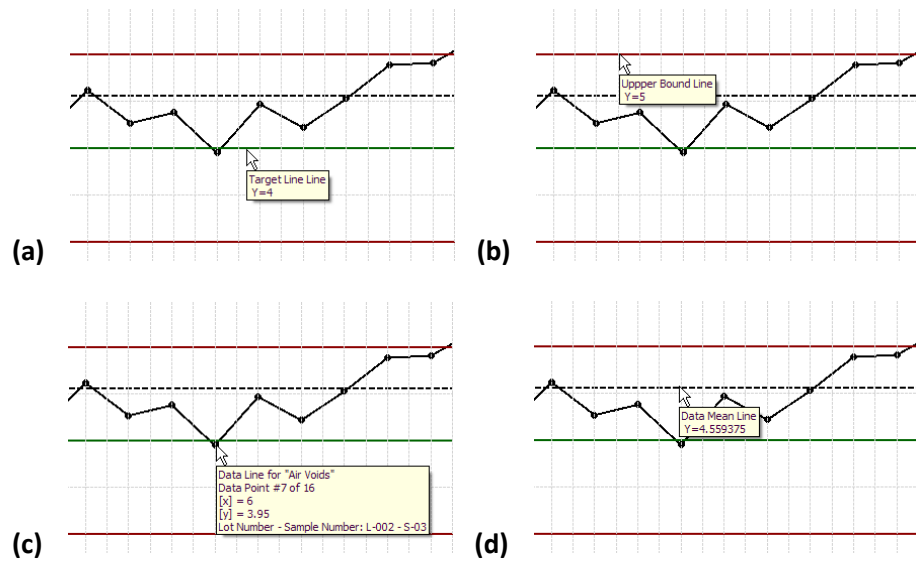 Target Line Line
Y=4
(a)
Uppper Bound Line
Y=5
(b)
Data Line for "Air Voids"
Data Point #7 of 16
[x] = 6
[y] = 3.95
Lot Number - Sample Number: L-002 - S-03
(c)
Data Mean Line
Y=4.559375
(d)